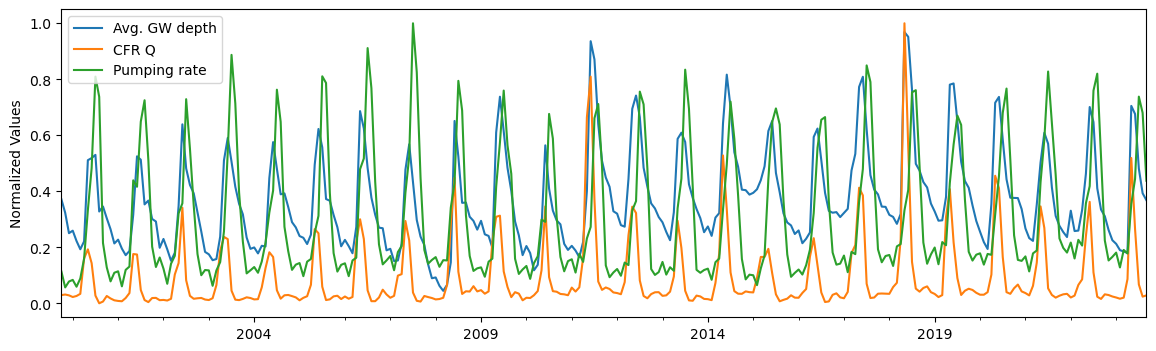 Normalized Values
1.0
0.8
0.6
0.4
0.2
0.0
Avg. GW depth
CFR Q
Pumping rate
2004
2009
2014
2019